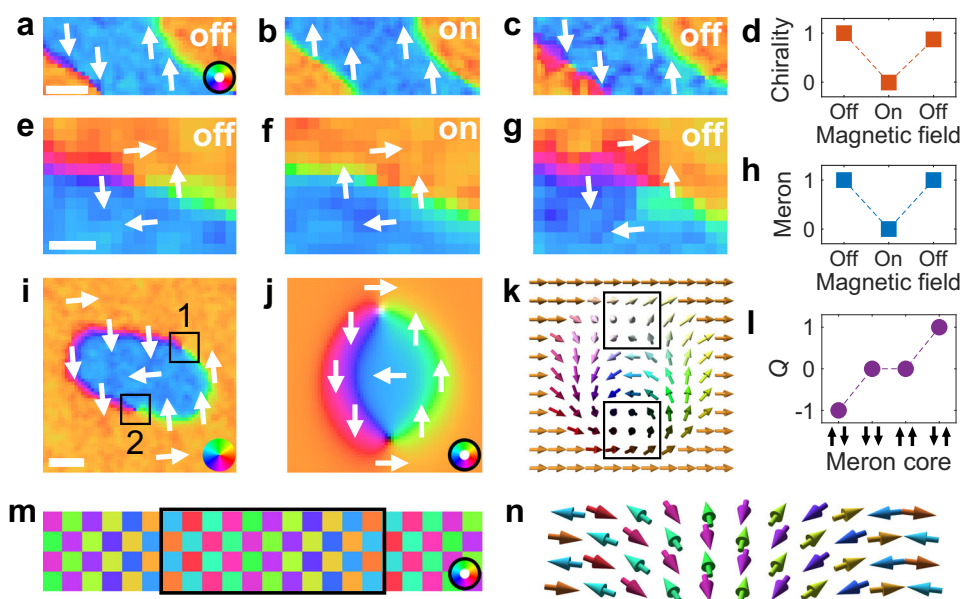 a off
b on
c off
d
Chirality
1
0
Off On Off
Magnetic field
e off
f on
g off
h
Meron
1
0
Off On Off
Magnetic field
i
1
2
j
k
l
Q
1
0
-1
Meron core
m
n